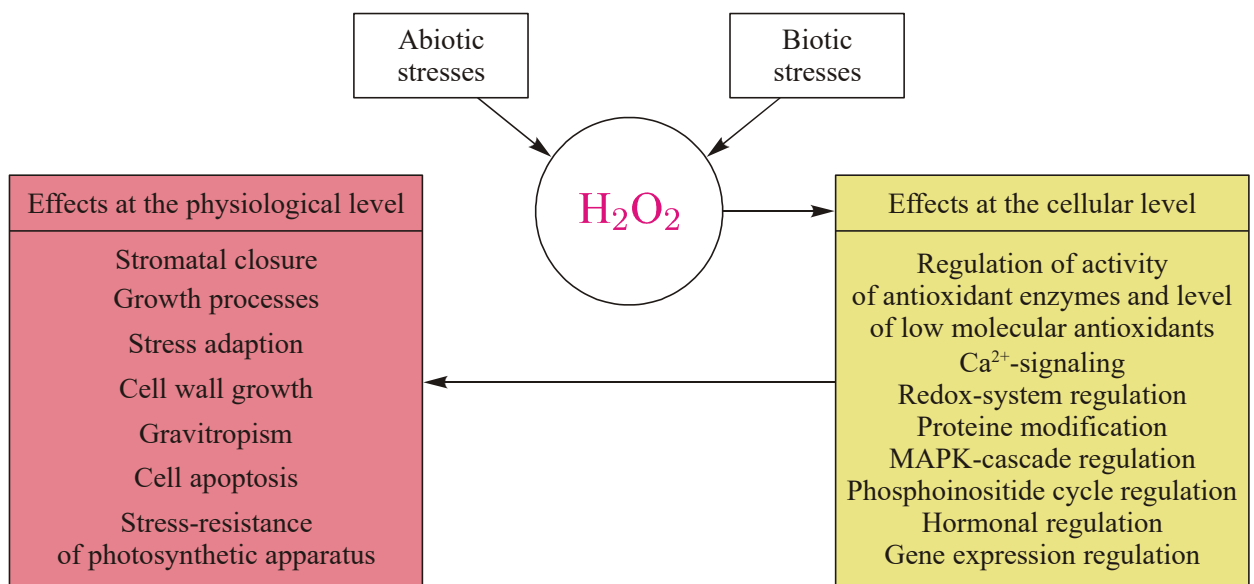 Abiotic
stresses
Biotic
stresses
H₂O₂
Effects at the physiological level
Stromatal closure
Growth processes
Stress adaption
Cell wall growth
Gravitropism
Cell apoptosis
Stress-resistance
of photosynthetic apparatus
Effects at the cellular level
Regulation of activity
of antioxidant enzymes and level
of low molecular antioxidants
Ca²⁺-signaling
Redox-system regulation
Proteine modification
MAPK-cascade regulation
Phosphoinositide cycle regulation
Hormonal regulation
Gene expression regulation